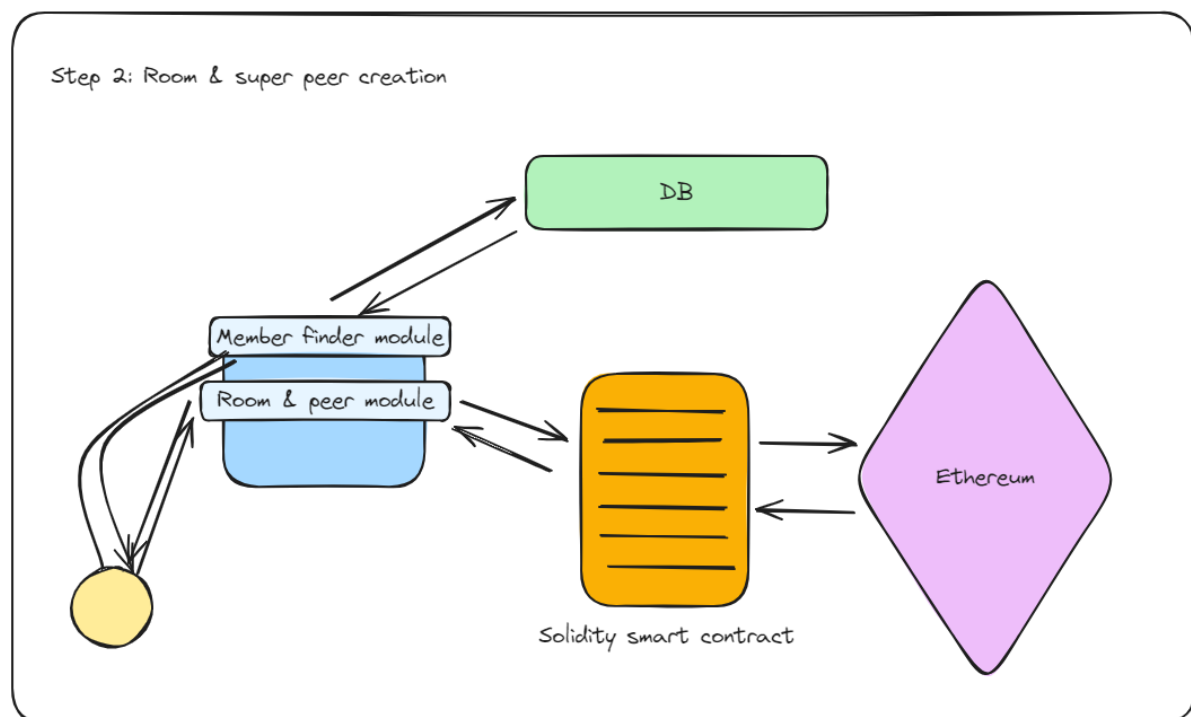 Step 2: Room & super peer creation
DB
Member finder module
Room & peer module
Ethereum
Solidity smart contract